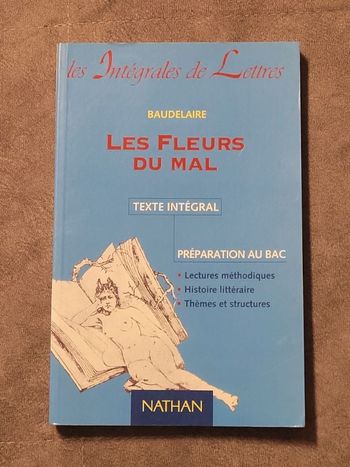 les Intégrales de Lettres
BAUDELAIRE
LES FLEURS
DU MAL
TEXTE INTÉGRAL
PRÉPARATION AU BAC
• Lectures méthodiques
• Histoire littéraire
• Thèmes et structures
NATHAN